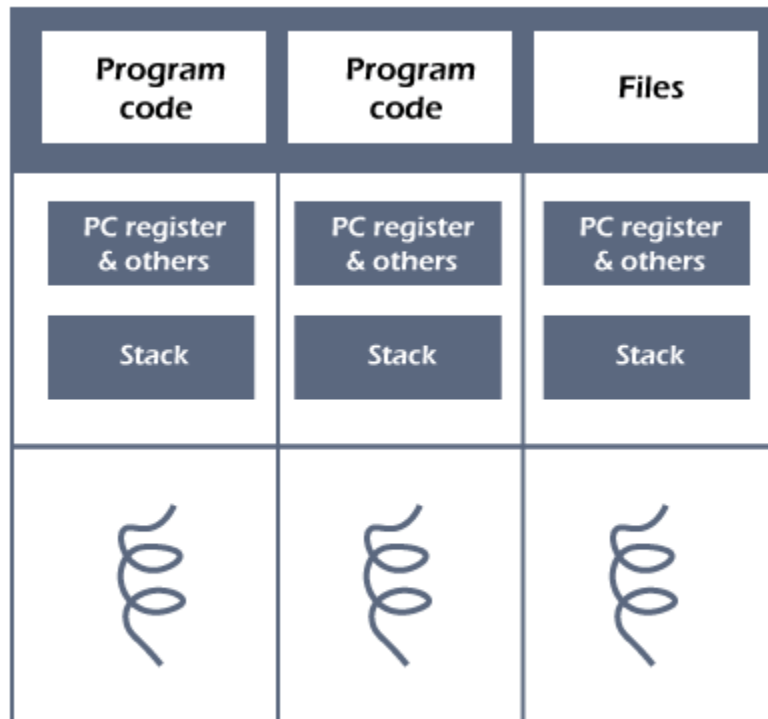 Program
code
Program
code
Files
PC register
& others
PC register
& others
PC register
& others
Stack
Stack
Stack